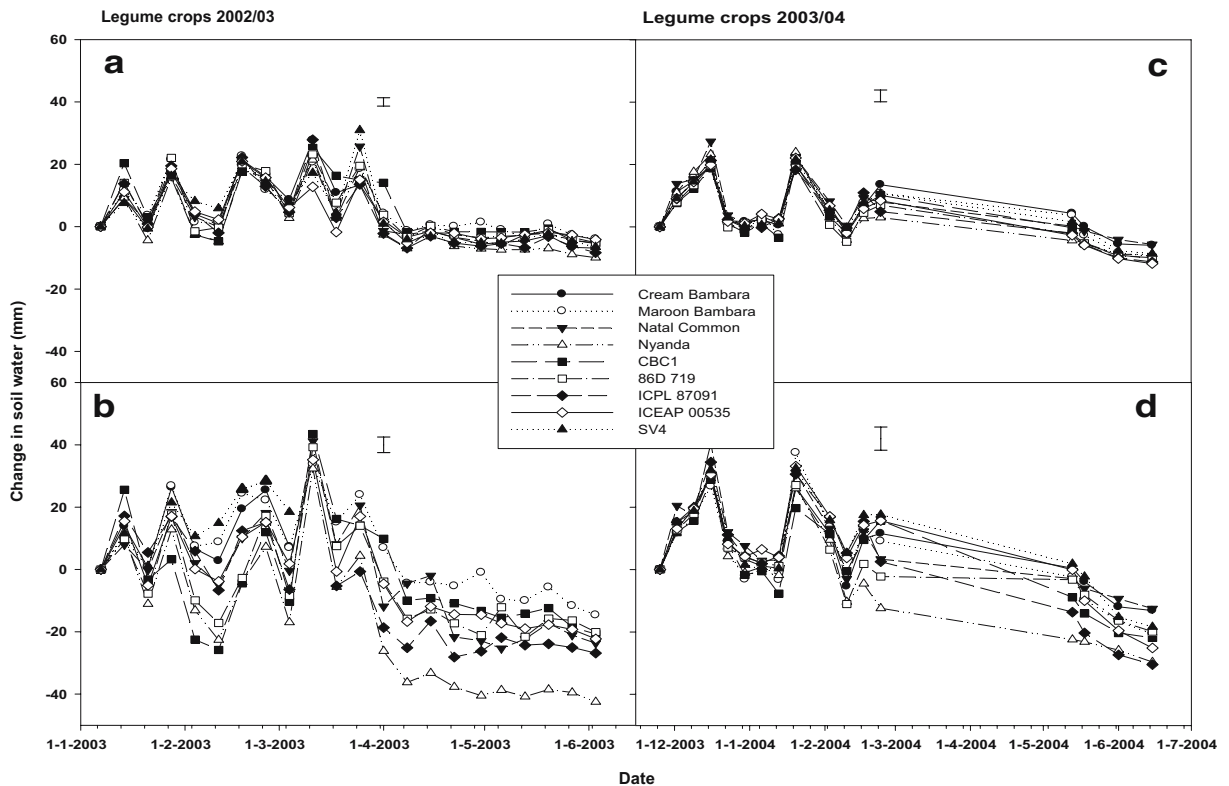 Legume crops 2002/03
Legume crops 2003/04
60
40
20
0
-20
-40
a
c
Cream Bambara
Maroon Bambara
Natal Common
Nyanda
CBC1
86D 719
ICPL 87091
ICEAP 00535
SV4
60
40
20
0
-20
-40
b
d
Change in soil water (mm)
1-1-2003 1-2-2003 1-3-2003 1-4-2003 1-5-2003 1-6-2003 1-12-2003 1-1-2004 1-2-2004 1-3-2004 1-4-2004 1-5-2004 1-6-2004 1-7-2004
Date